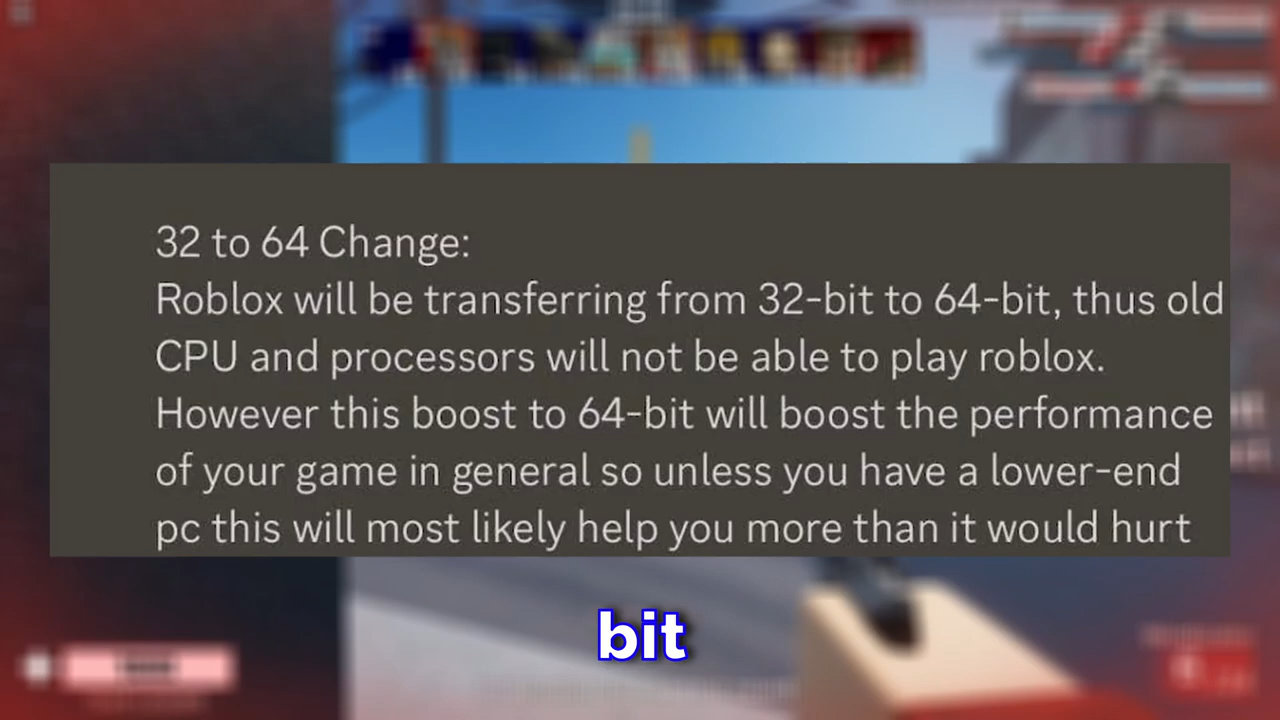 32 to 64 Change:
Roblox will be transferring from 32-bit to 64-bit, thus old
CPU and processors will not be able to play roblox.
However this boost to 64-bit will boost the performance
of your game in general so unless you have a lower-end
pc this will most likely help you more than it would hurt
bit